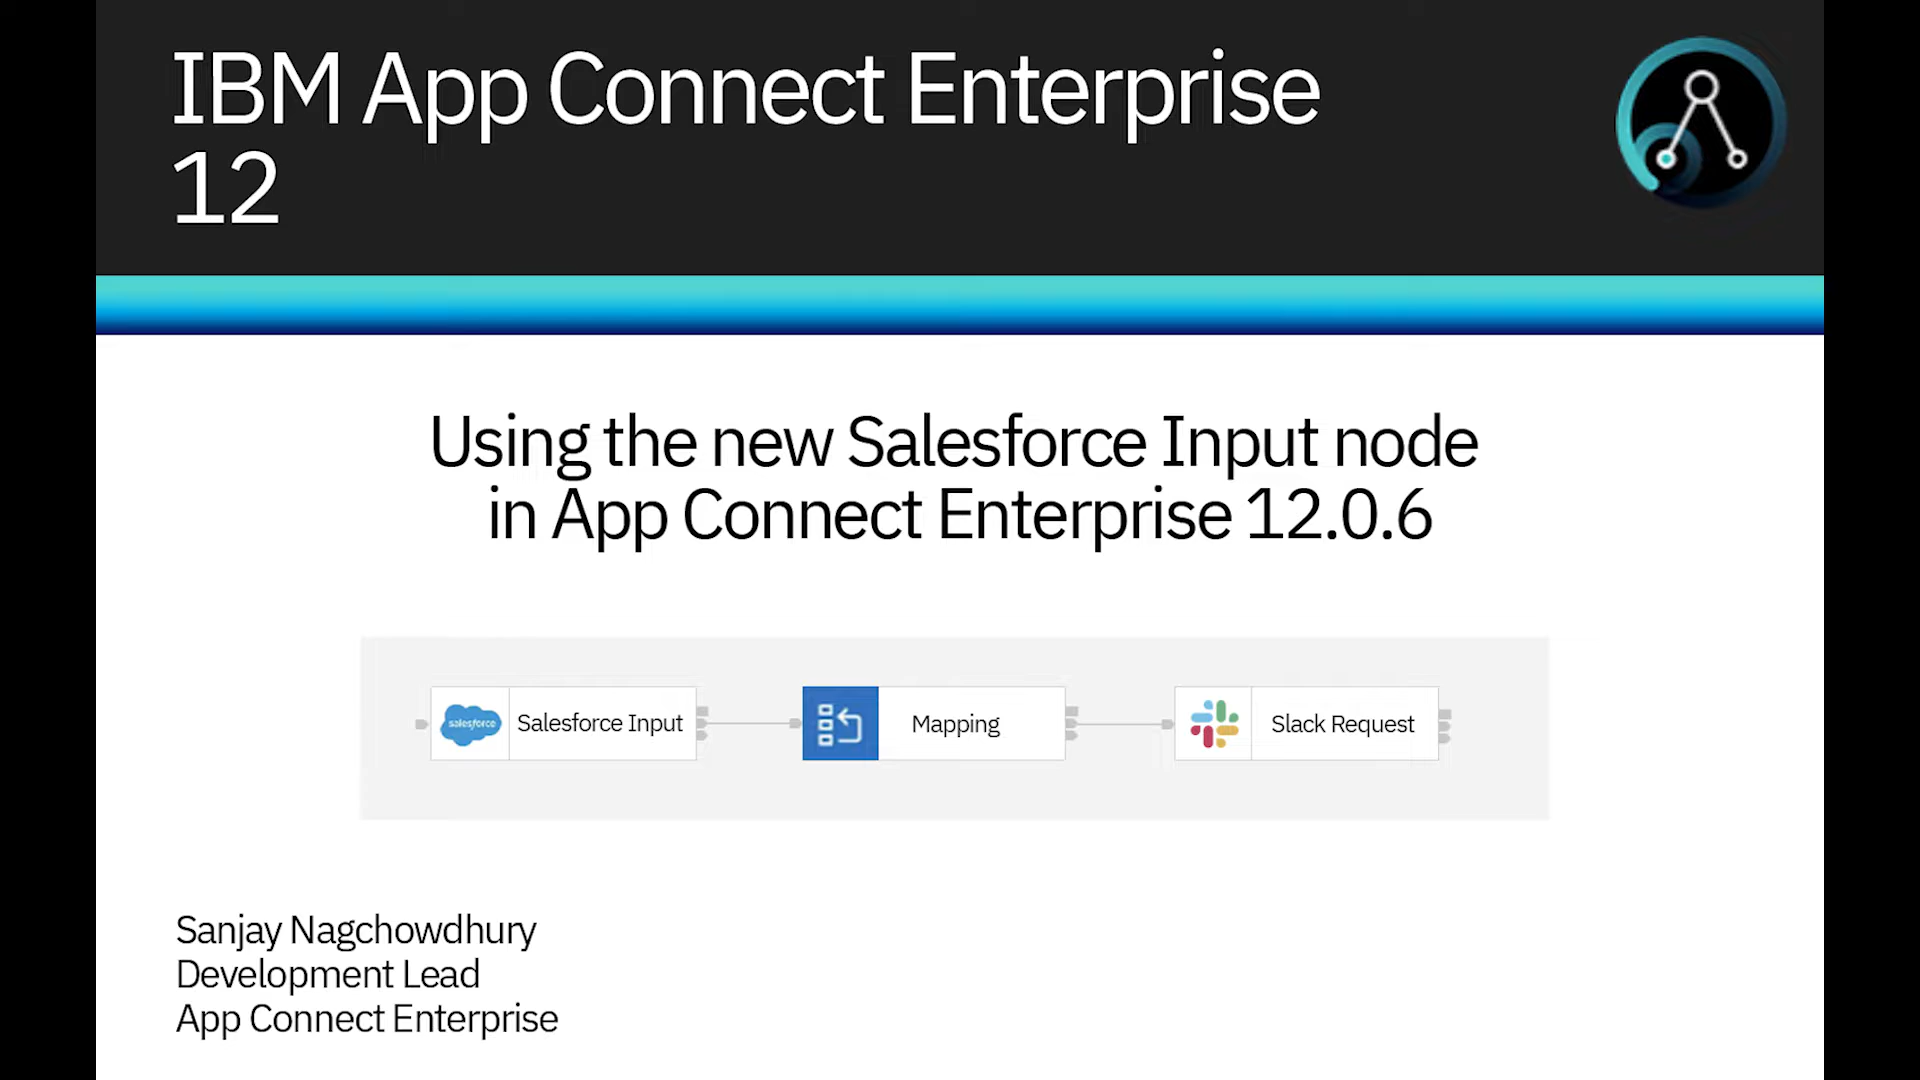 IBM App Connect Enterprise
12
Using the new Salesforce Input node
in App Connect Enterprise 12.0.6
salesforce
Salesforce Input
Mapping
Slack Request
Sanjay Nagchowdhury
Development Lead
App Connect Enterprise